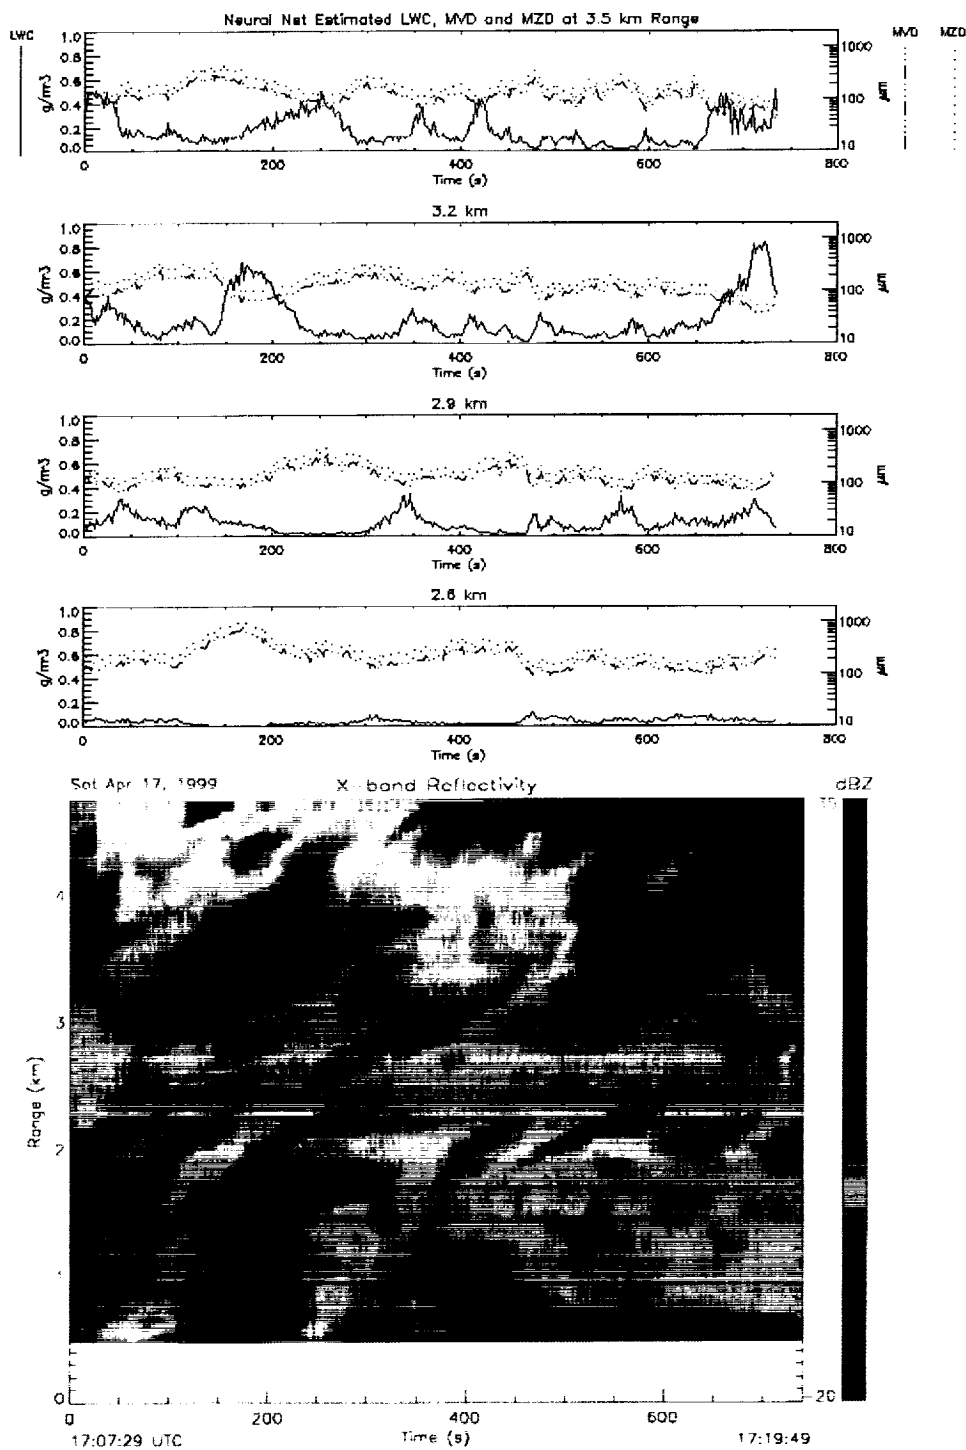 Neural Net Estimated LWC, MVD and MZD at 3.5 km Range
LWC
MVD MZD
g/m3
1.0
0.8
0.6
0.4
0.2
0.0
1000
100
10
μm
0 200 400 600 800
Time (s)
3.2 km
g/m3
1.0
0.8
0.6
0.4
0.2
0.0
1000
100
10
μm
0 200 400 600 800
Time (s)
2.9 km
g/m3
1.0
0.8
0.6
0.4
0.2
0.0
1000
100
10
μm
0 200 400 600 800
Time (s)
2.6 km
g/m3
1.0
0.8
0.6
0.4
0.2
0.0
1000
100
10
μm
0 200 400 600 800
Time (s)
Sat Apr 17, 1999 X-band Reflectivity dBZ
Range (km)
4
3
2
1
0
-20
0 200 400 600
17:07:29 UTC Time (s) 17:19:49